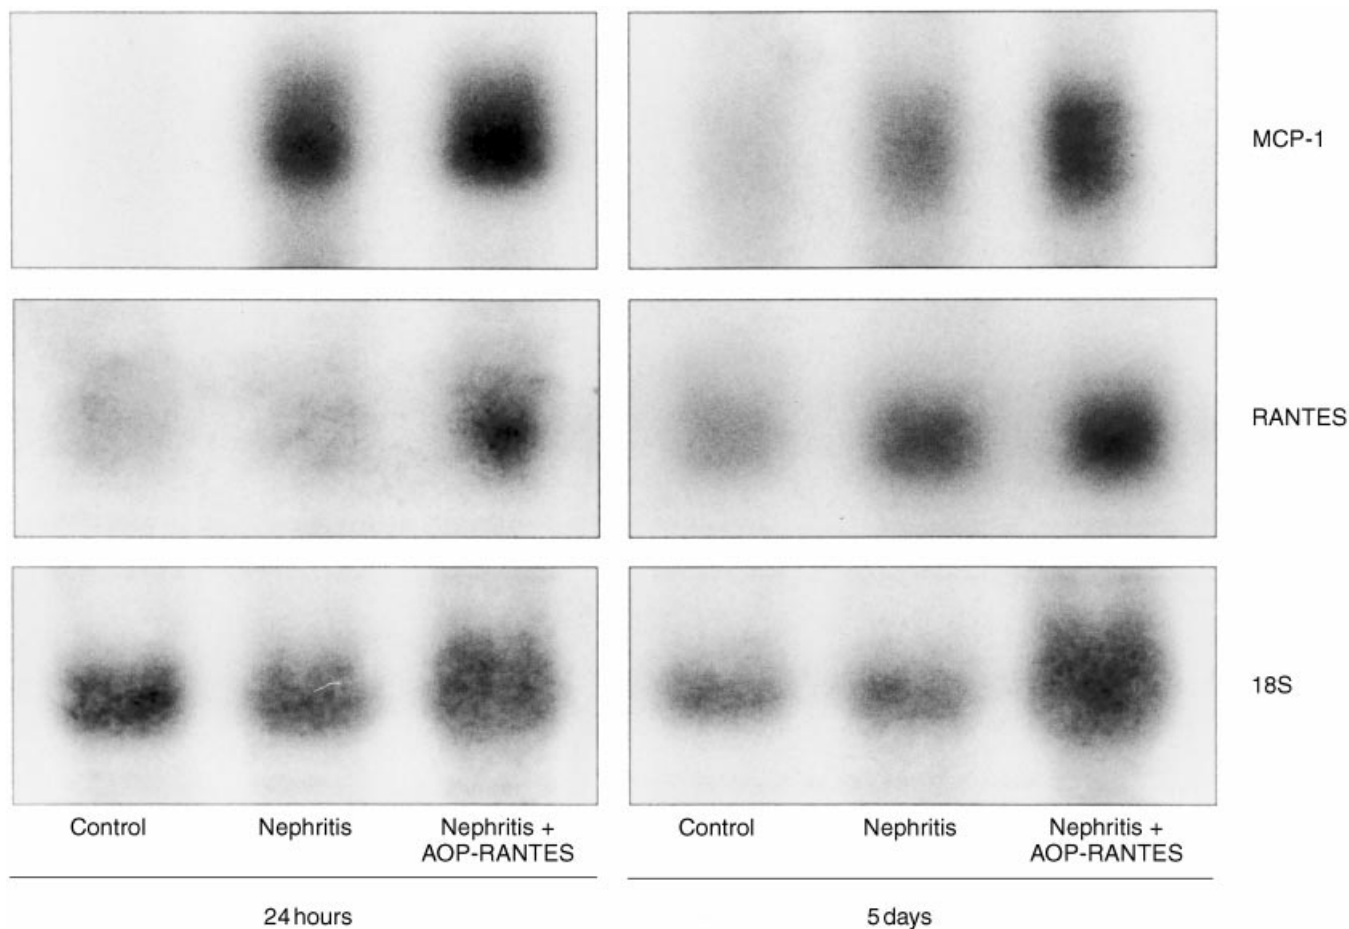 MCP-1
RANTES
18S
Control Nephritis Nephritis + AOP-RANTES Control Nephritis Nephritis + AOP-RANTES
24 hours 5 days